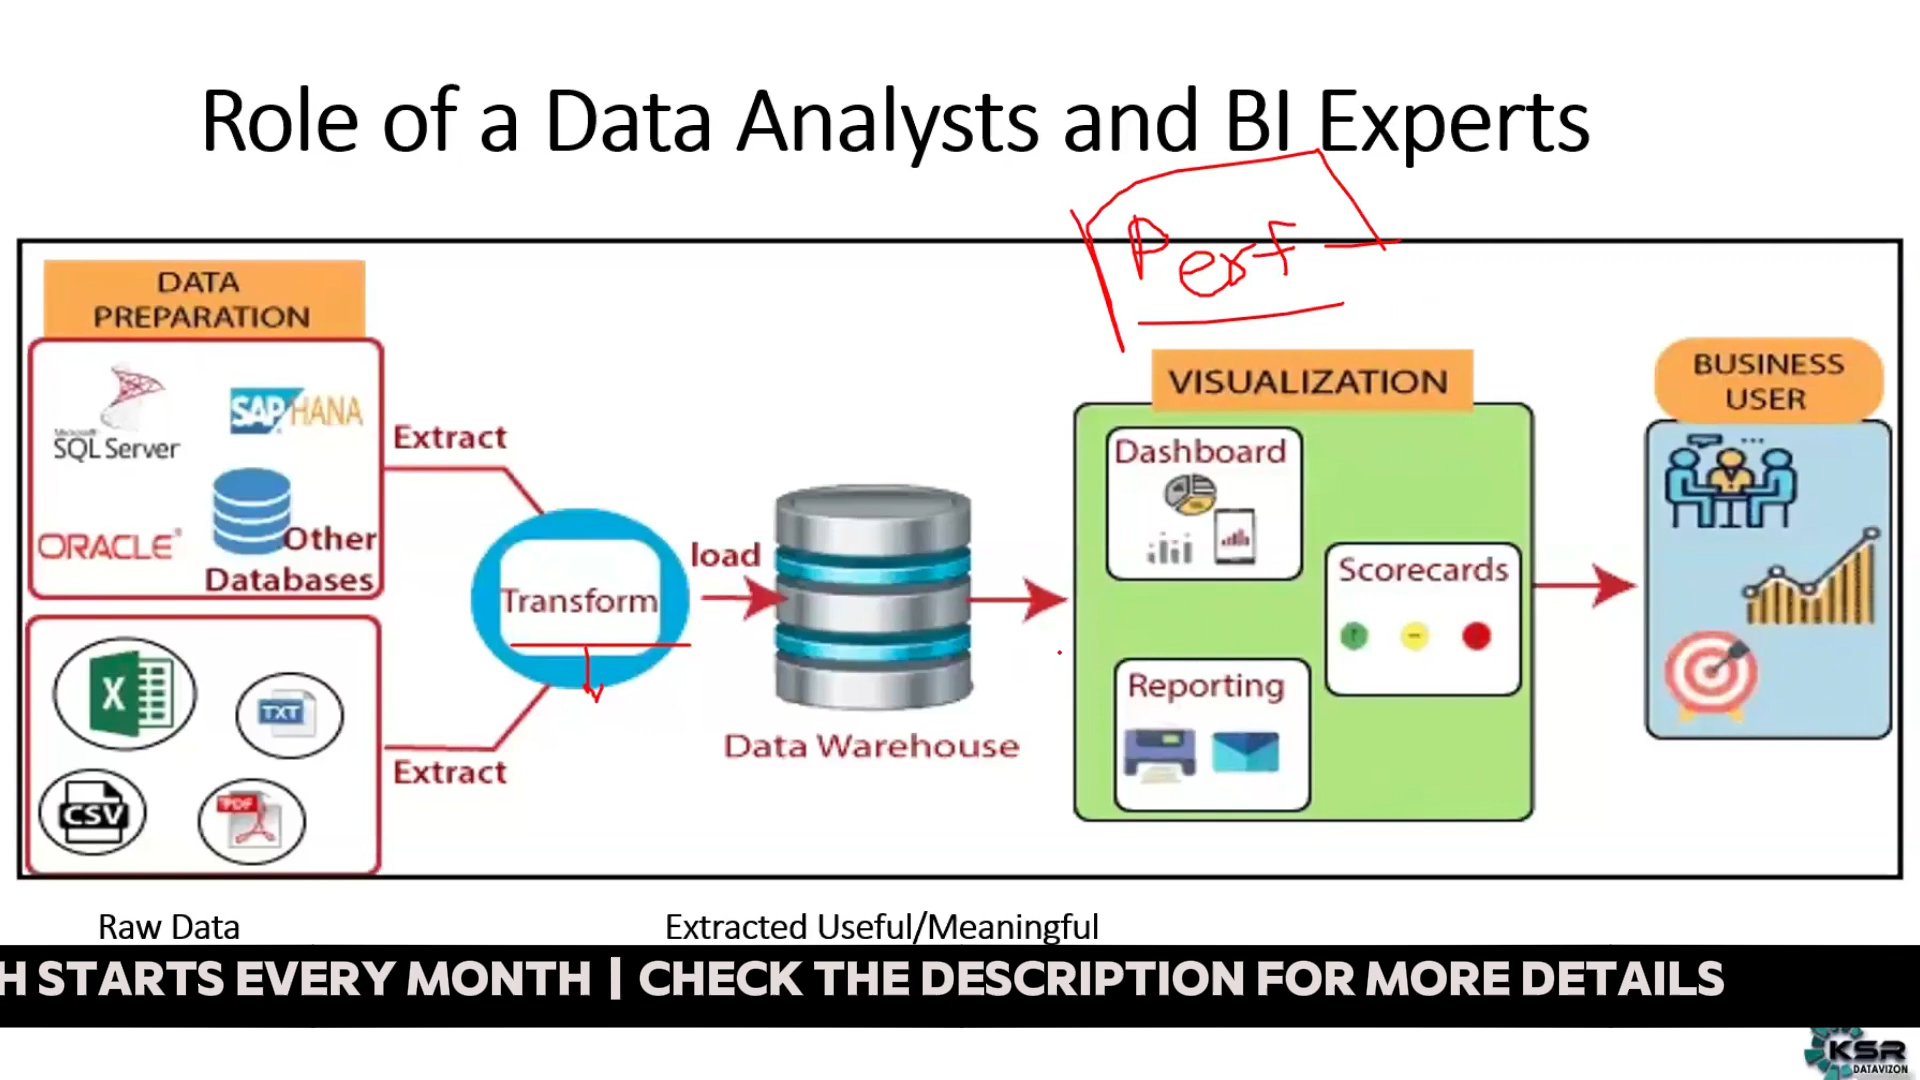 Role of a Data Analysts and BI Experts
Perf
DATA
PREPARATION
Microsoft
SQL Server
SAP HANA
ORACLE
Other
Databases
X
TXT
CSV
PDF
Extract
Extract
Transform
load
Data Warehouse
VISUALIZATION
Dashboard
Scorecards
Reporting
BUSINESS
USER
Raw Data
Extracted Useful/Meaningful
H STARTS EVERY MONTH | CHECK THE DESCRIPTION FOR MORE DETAILS
KSR
DATAVIZON